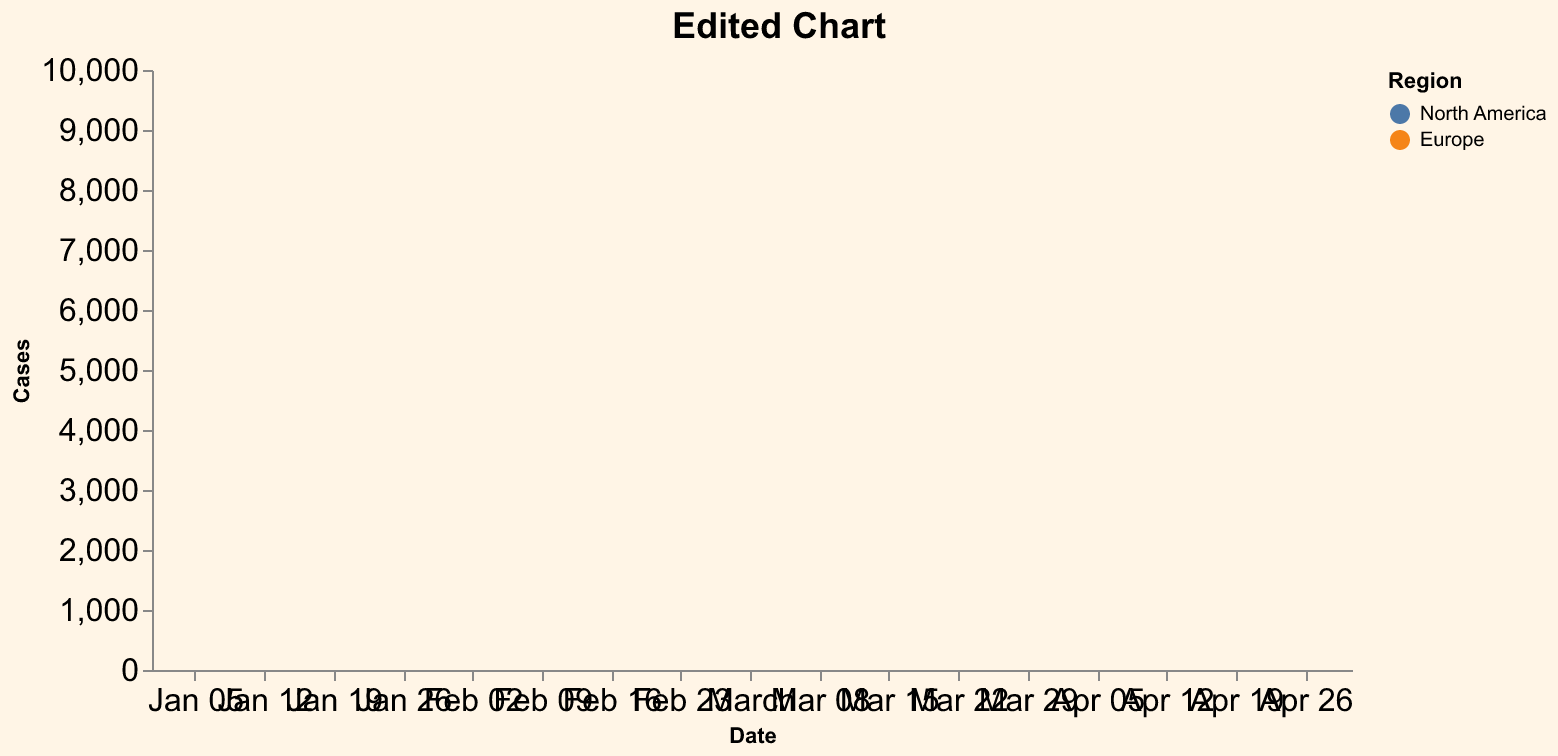 Edited Chart
10,000
9,000
8,000
7,000
6,000
5,000
4,000
3,000
2,000
1,000
0
Cases
Jan 05 Jan 12 Jan 19 Jan 26 Feb 02 Feb 09 Feb 16 Feb 23 March Mar 08 Mar 15 Mar 22 Mar 29 Apr 05 Apr 12 Apr 19 Apr 26
Date
Region
North America
Europe